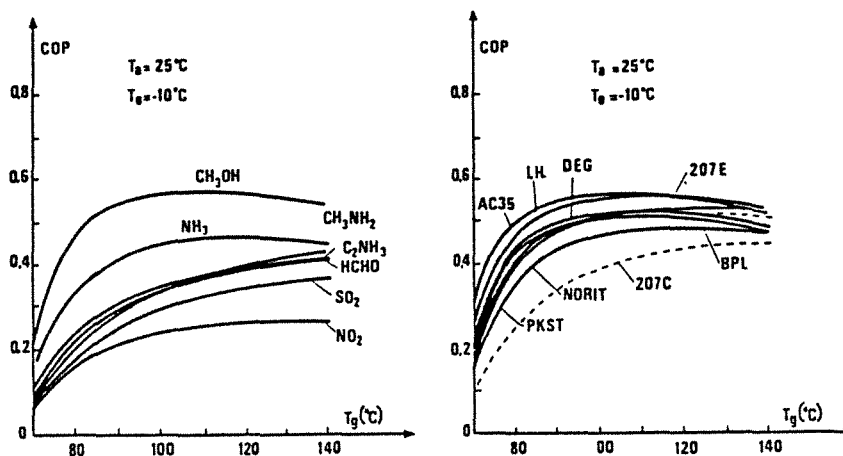 COP
Ta = 25°C
Te = -10°C
0.8
0.6
0.4
0.2
0
CH3OH
NH3
CH3NH2
C2NH3
HCHO
SO2
NO2
80
100
120
140
Tg (°C)
COP
Ta = 25°C
Te = -10°C
0.8
0.6
0.4
0.2
0
AC35
LH.
DEG
207E
BPL
207C
NORIT
PKST
80
00
120
140
Tg (°C)